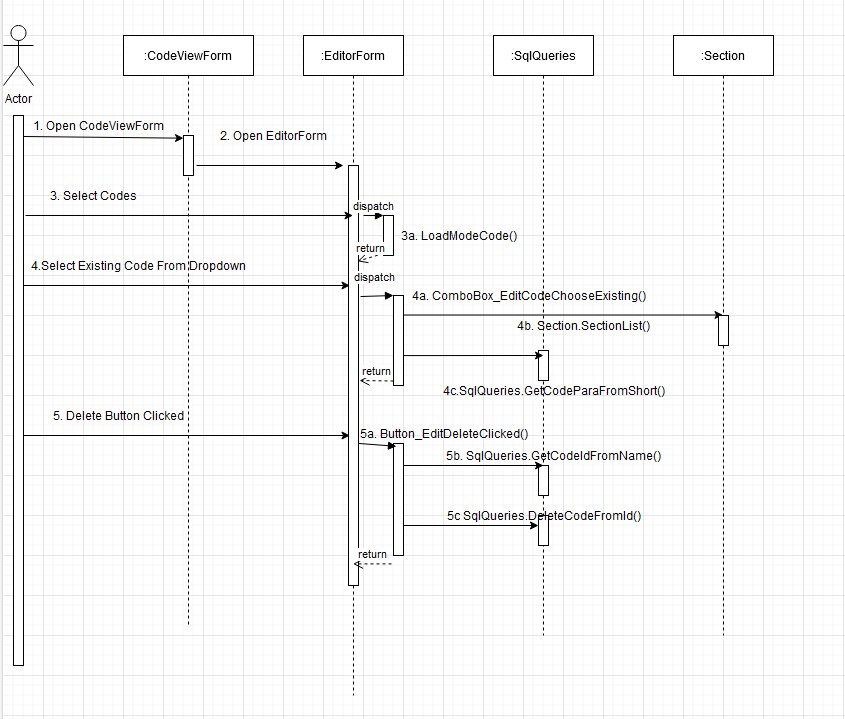 :CodeViewForm
:EditorForm
:SqlQueries
:Section
Actor
1. Open CodeViewForm
2. Open EditorForm
3. Select Codes
dispatch
3a. LoadModeCode()
return
4.Select Existing Code From Dropdown
dispatch
4a. ComboBox_EditCodeChooseExisting()
4b. Section.SectionList()
return
4c.SqlQueries.GetCodeParaFromShort()
5. Delete Button Clicked
5a. Button_EditDeleteClicked()
5b. SqlQueries.GetCodeIdFromName()
5c SqlQueries.DeleteCodeFromId()
return